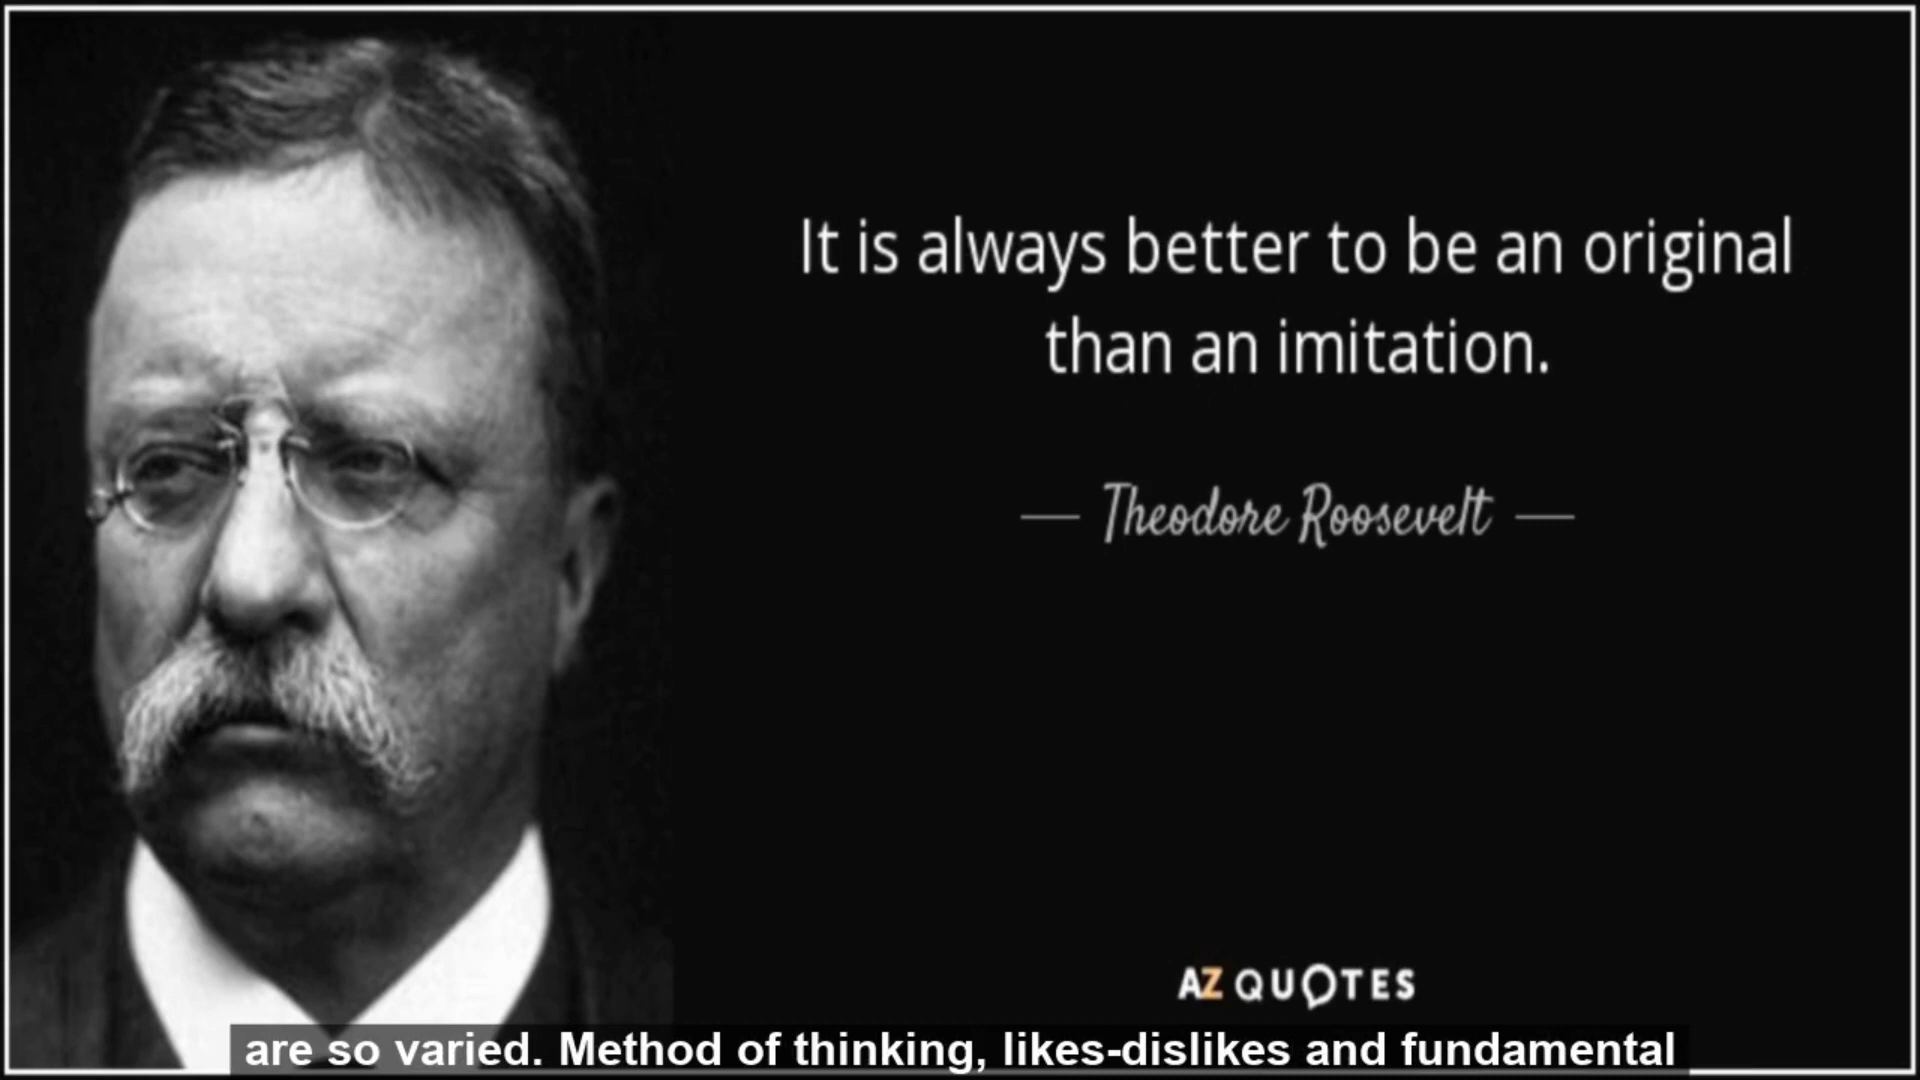 It is always better to be an original
than an imitation.
— Theodore Roosevelt —
AZ QUOTES
are so varied. Method of thinking, likes-dislikes and fundamental